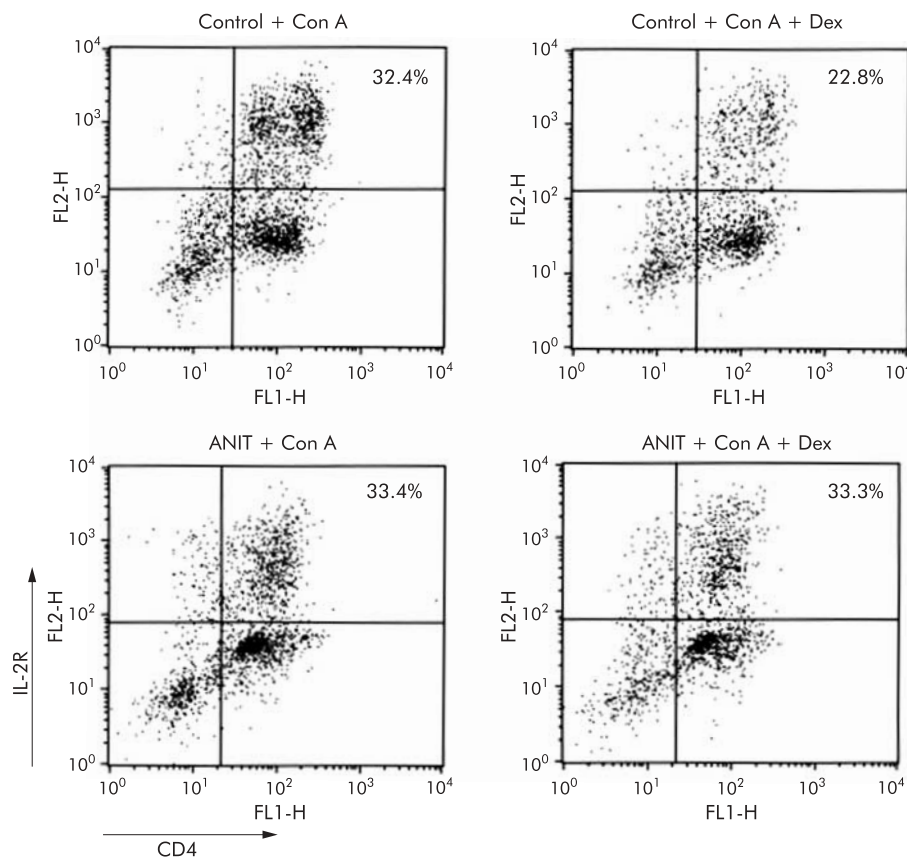 Control + Con A
10⁴
10³
10²
10¹
10⁰
FL2-H
32.4%
10⁰ 10¹ 10² 10³ 10⁴
FL1-H
Control + Con A + Dex
10⁴
10³
10²
10¹
10⁰
FL2-H
22.8%
10⁰ 10¹ 10² 10³ 10⁴
FL1-H
ANIT + Con A
10⁴
10³
10²
10¹
10⁰
FL2-H
33.4%
10⁰ 10¹ 10² 10³ 10⁴
FL1-H
ANIT + Con A + Dex
10⁴
10³
10²
10¹
10⁰
FL2-H
33.3%
10⁰ 10¹ 10² 10³ 10⁴
FL1-H
IL-2R
CD4